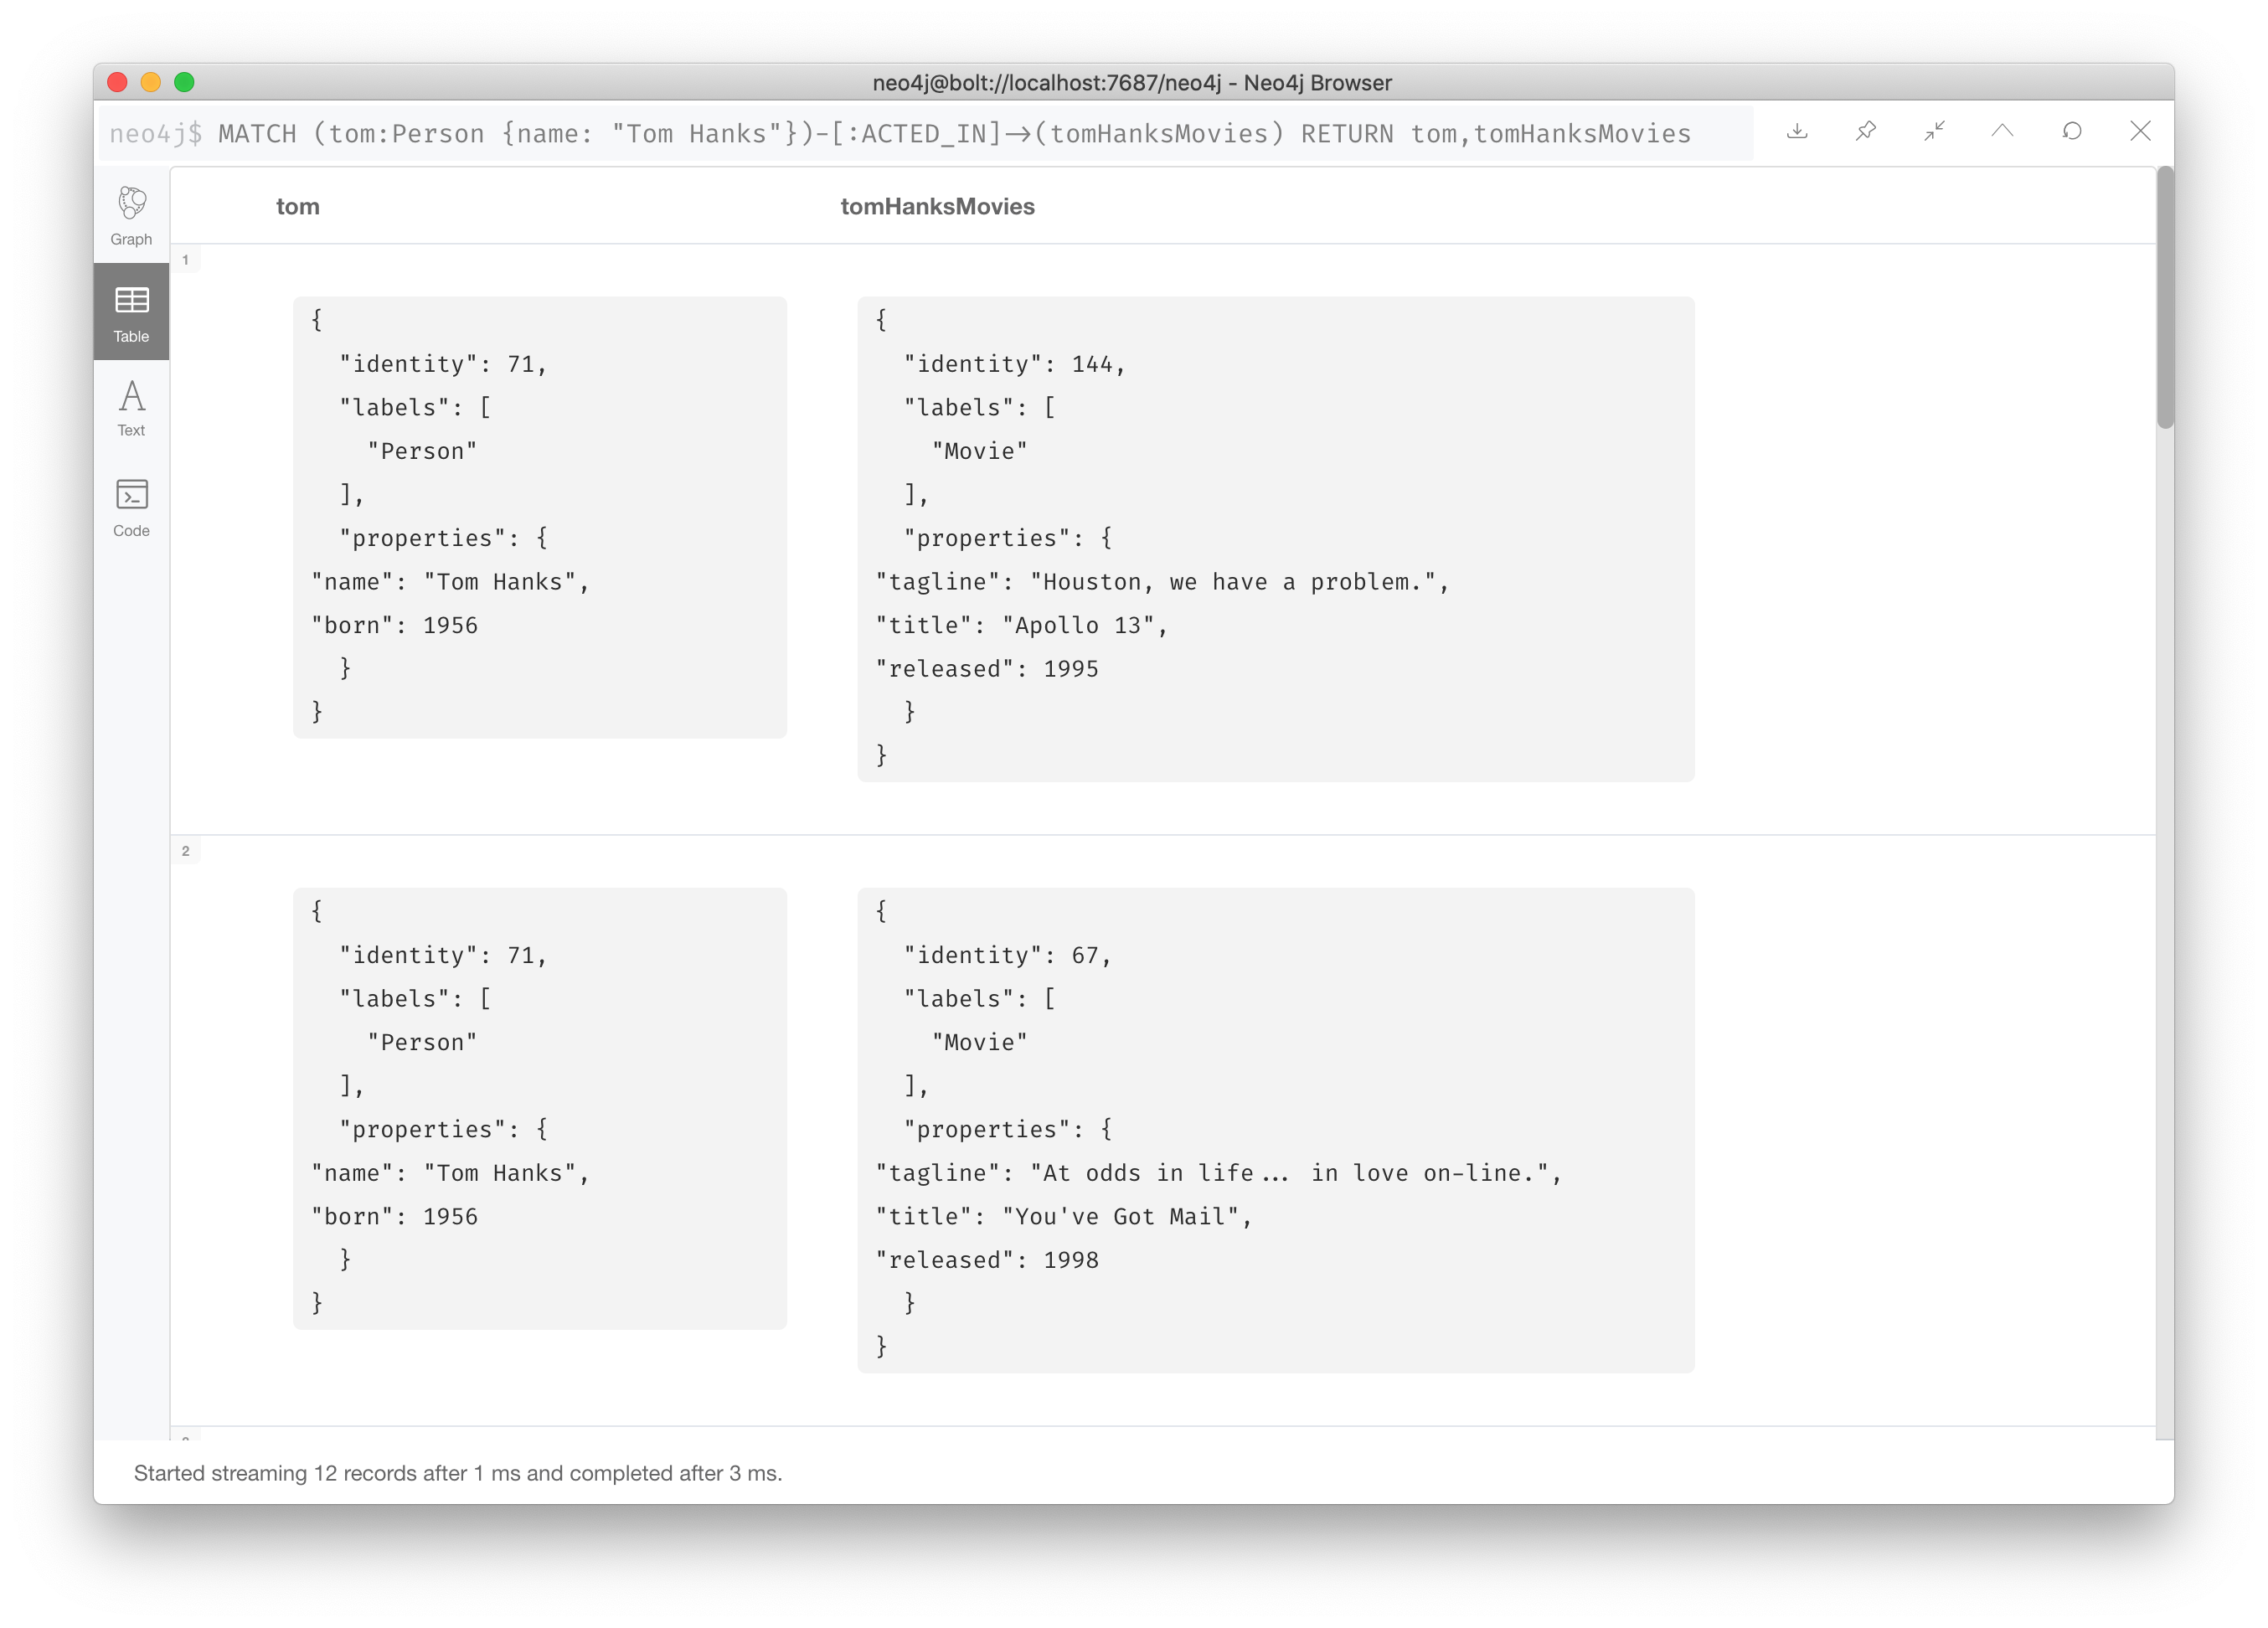 neo4j@bolt://localhost:7687/neo4j - Neo4j Browser
neo4j$ MATCH (tom:Person {name: "Tom Hanks"})-[:ACTED_IN]->(tomHanksMovies) RETURN tom,tomHanksMovies
Graph
Table
Text
Code
tom tomHanksMovies
1
{
"identity": 71,
"labels": [
"Person"
],
"properties": {
"name": "Tom Hanks",
"born": 1956
}
}
{
"identity": 144,
"labels": [
"Movie"
],
"properties": {
"tagline": "Houston, we have a problem.",
"title": "Apollo 13",
"released": 1995
}
}
2
{
"identity": 71,
"labels": [
"Person"
],
"properties": {
"name": "Tom Hanks",
"born": 1956
}
}
{
"identity": 67,
"labels": [
"Movie"
],
"properties": {
"tagline": "At odds in life... in love on-line.",
"title": "You've Got Mail",
"released": 1998
}
}
Started streaming 12 records after 1 ms and completed after 3 ms.